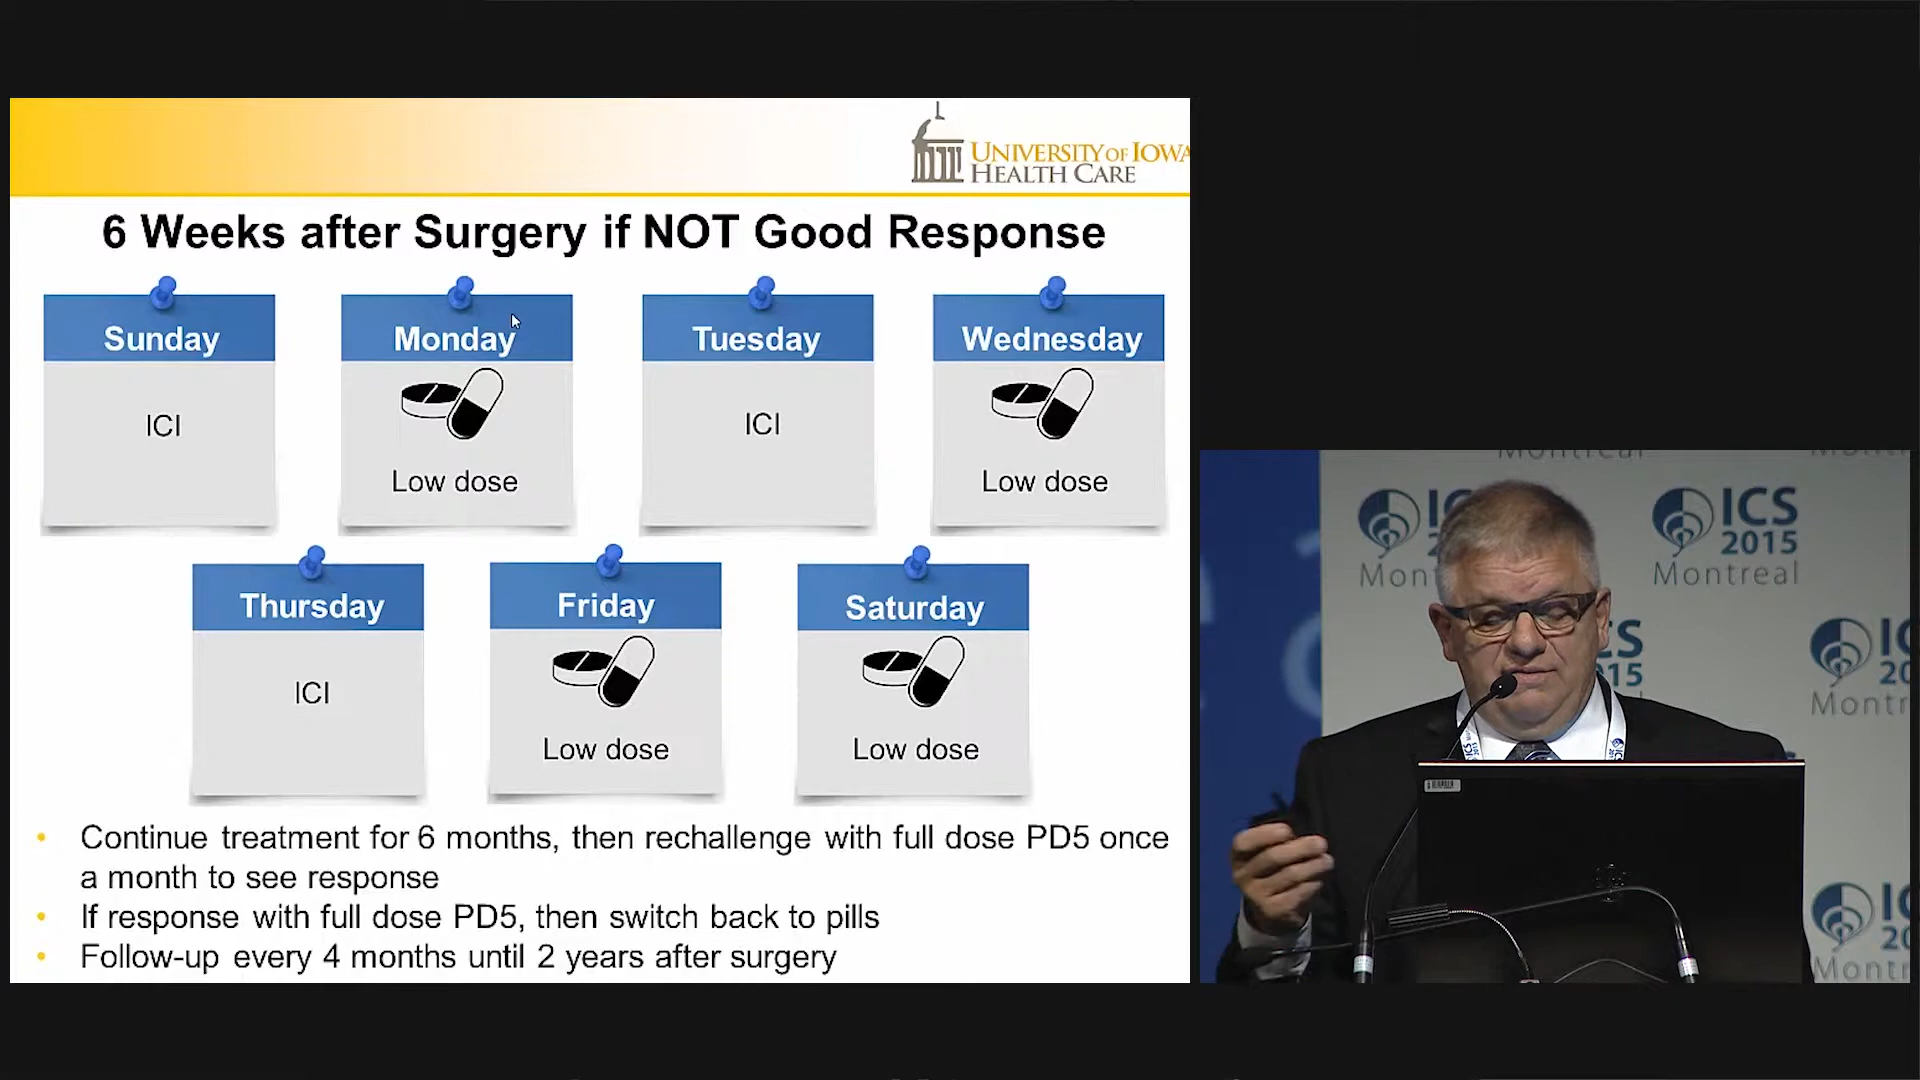 UNIVERSITY OF IOWA
HEALTH CARE
6 Weeks after Surgery if NOT Good Response
Sunday
Monday
Tuesday
Wednesday
ICI
Low dose
ICI
Low dose
Thursday
Friday
Saturday
ICI
Low dose
Low dose
• Continue treatment for 6 months, then rechallenge with full dose PD5 once
a month to see response
• If response with full dose PD5, then switch back to pills
• Follow-up every 4 months until 2 years after surgery
Montreal
ICS
2015
Montreal